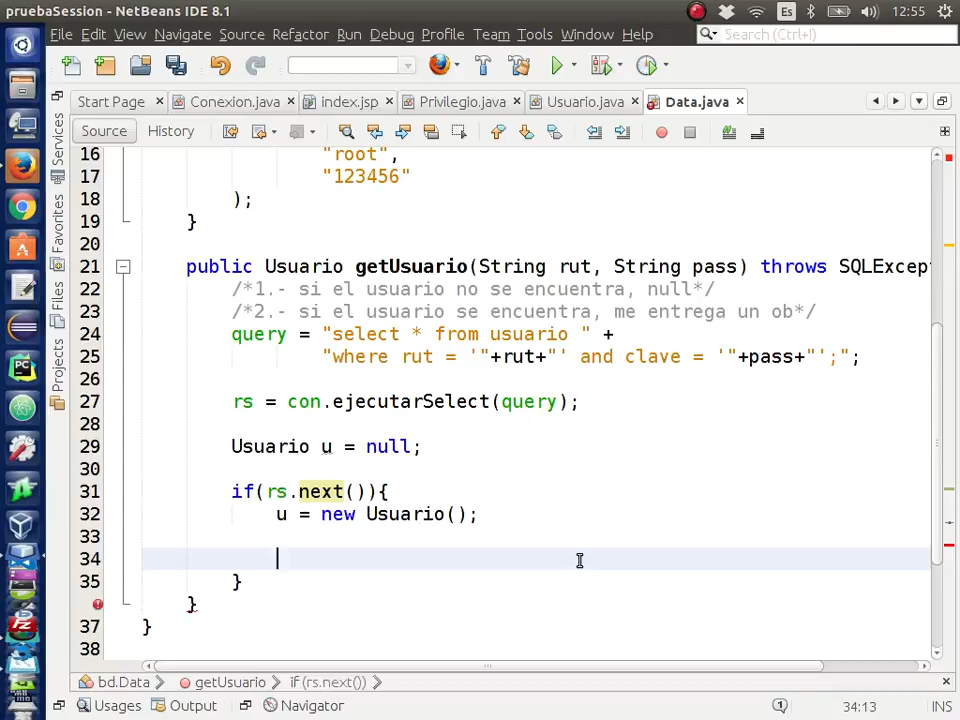 pruebaSession - NetBeans IDE 8.1
Es
12:55
File Edit View Navigate Source Refactor Run Debug Profile Team Tools Window Help
Search (Ctrl+I)
Start Page Conexion.java index.jsp Privilegio.java Usuario.java Data.java
Source History
Services
Favorites
Files
Projects
16 "root",
17 "123456"
18 );
19 }
20
21 public Usuario getUsuario(String rut, String pass) throws SQLExcept
22 /*1.- si el usuario no se encuentra, null*/
23 /*2.- si el usuario se encuentra, me entrega un ob*/
24 query = "select * from usuario " +
25 "where rut = '"+rut+"' and clave = '"+pass+"';";
26
27 rs = con.ejecutarSelect(query);
28
29 Usuario u = null;
30
31 if(rs.next()){
32 u = new Usuario();
33
34
35 }
}
37 }
38
bd.Data getUsuario if (rs.next())
Usages Output Navigator
1
34:13
INS